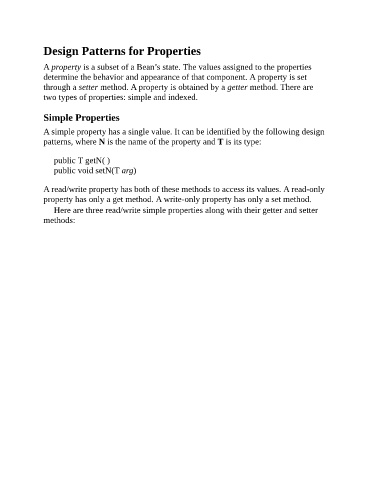 Design Patterns for Properties
A property is a subset of a Bean's state. The values assigned to the properties
determine the behavior and appearance of that component. A property is set
through a setter method. A property is obtained by a getter method. There are
two types of properties: simple and indexed.
Simple Properties
A simple property has a single value. It can be identified by the following design
patterns, where N is the name of the property and T is its type:
public T getN( )
public void setN(T arg)
A read/write property has both of these methods to access its values. A read-only
property has only a get method. A write-only property has only a set method.
Here are three read/write simple properties along with their getter and setter
methods: